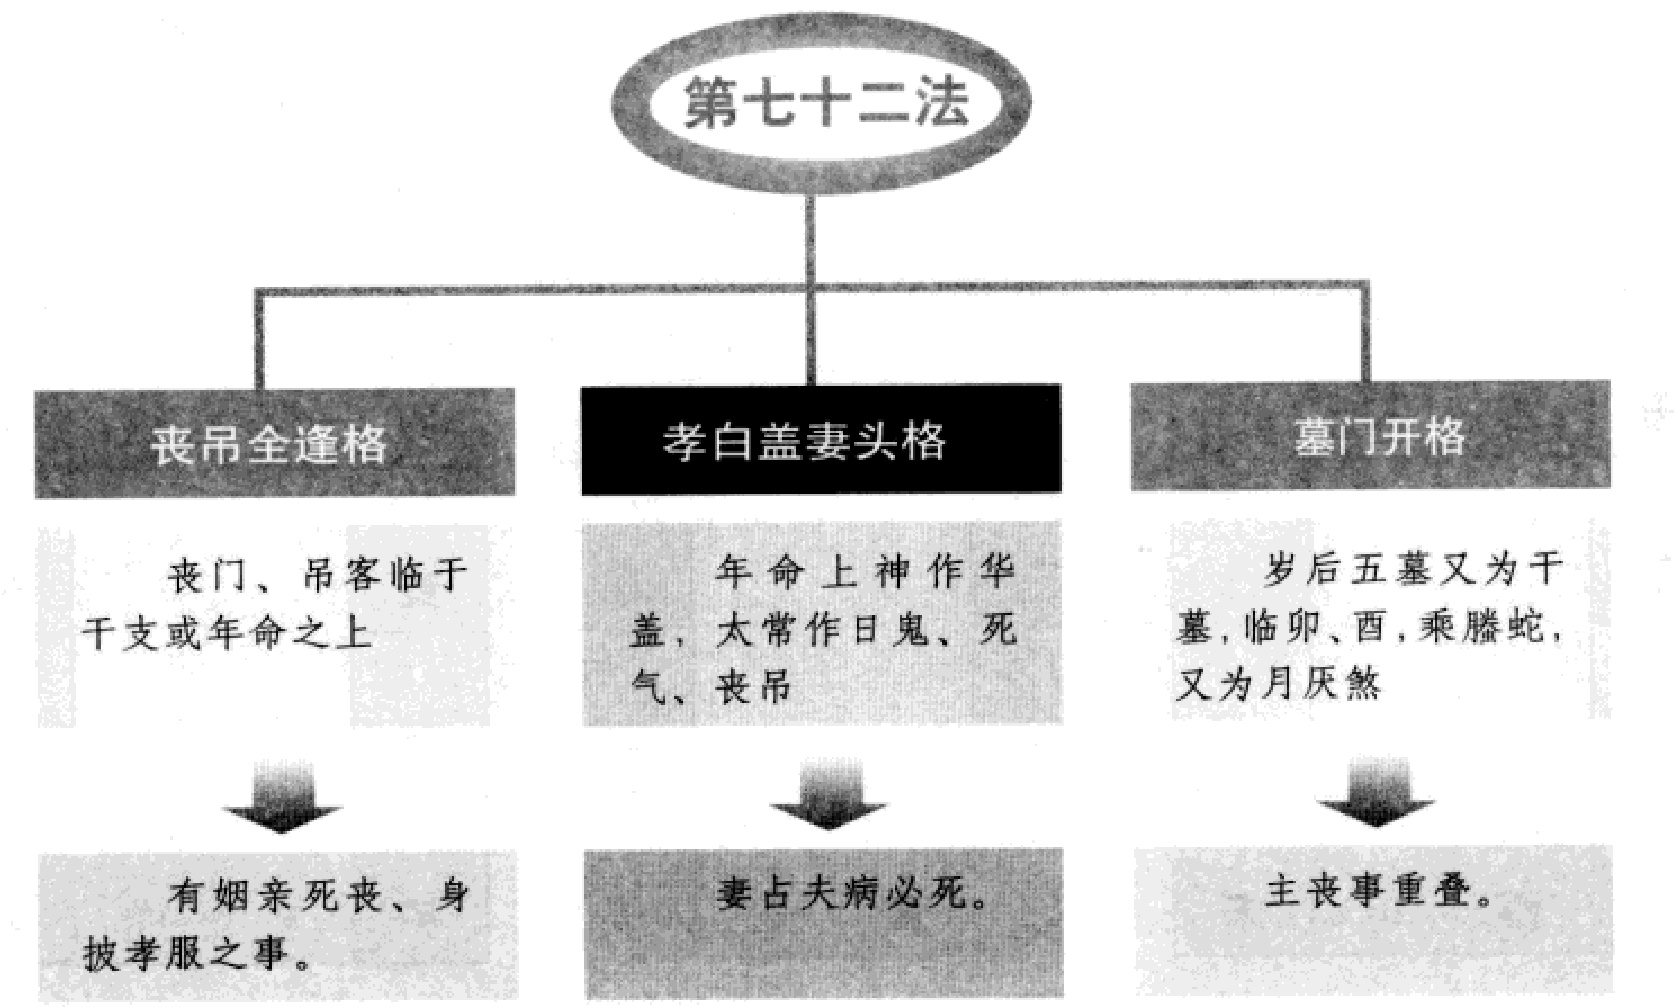 第七十二法
丧吊全逢格
孝白盖妻头格
墓门开格
丧门、吊客临于
干支或年命之上
年命上神作华
盖，太常作日鬼、死
气、丧吊
岁后五墓又为干
墓，临卯、酉，乘螣蛇，
又为月厌煞
有姻亲死丧、身
披孝服之事。
妻占夫病必死。
主丧事重叠。